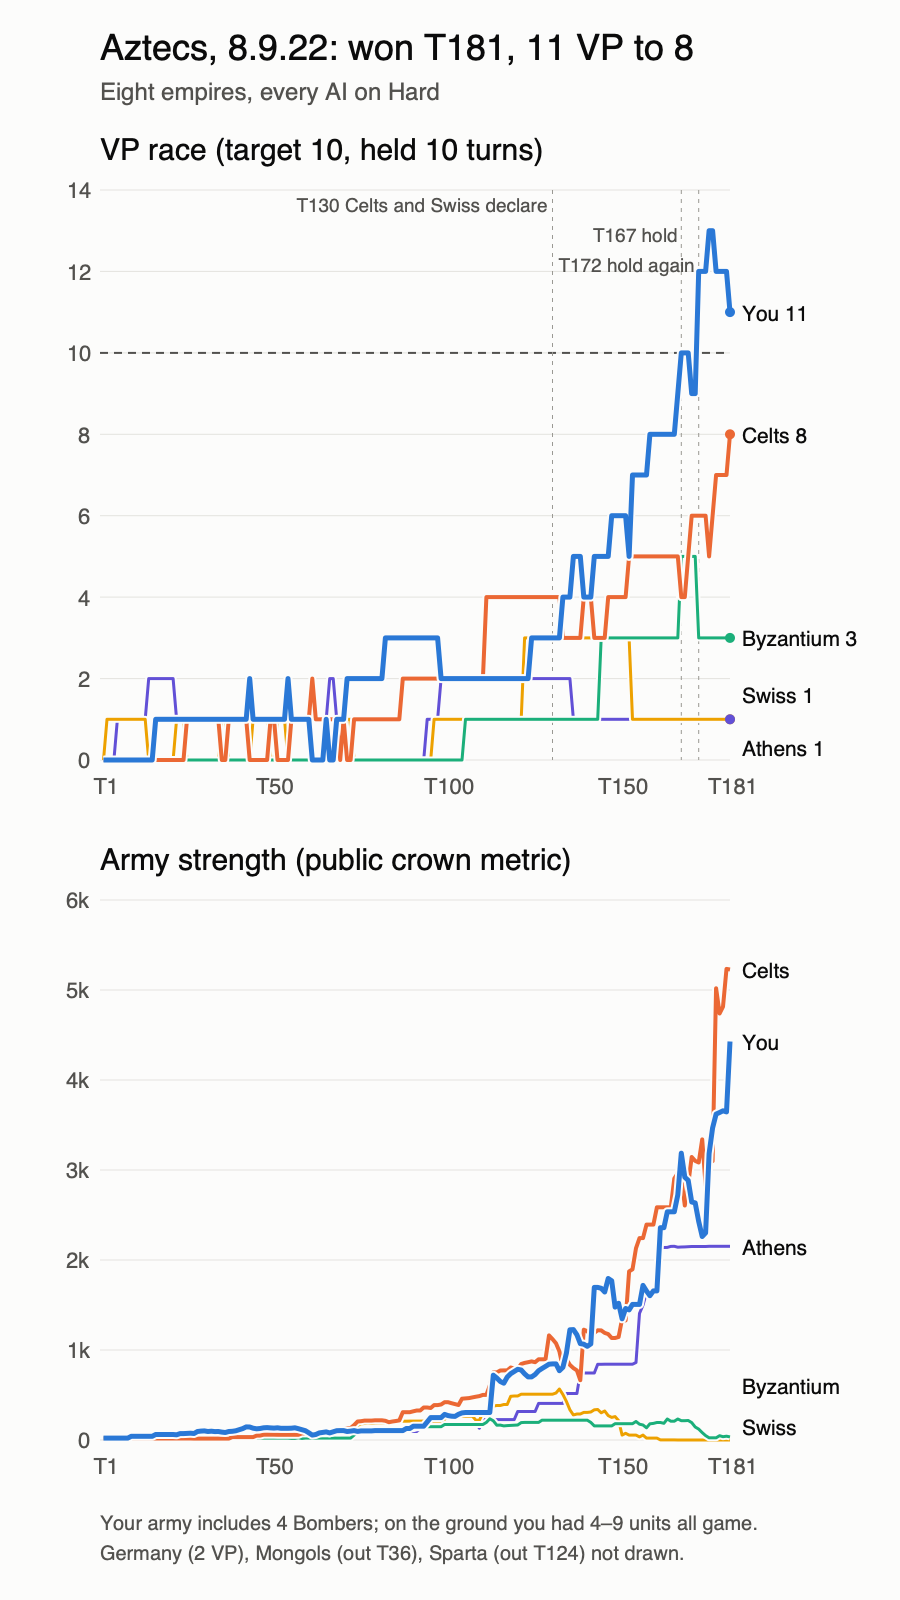 Aztecs, 8.9.22: won T181, 11 VP to 8
Eight empires, every AI on Hard
VP race (target 10, held 10 turns)
14
T130 Celts and Swiss declare
T167 hold
T172 hold again
12
You 11
10
Celts 8
8
6
4
Byzantium 3
2
Swiss 1
Athens 1
0
T1
T50
T100
T150
T181
Army strength (public crown metric)
6k
Celts
5k
You
4k
3k
Athens
2k
1k
Byzantium
Swiss
0
T1
T50
T100
T150
T181
Your army includes 4 Bombers; on the ground you had 4–9 units all game.
Germany (2 VP), Mongols (out T36), Sparta (out T124) not drawn.